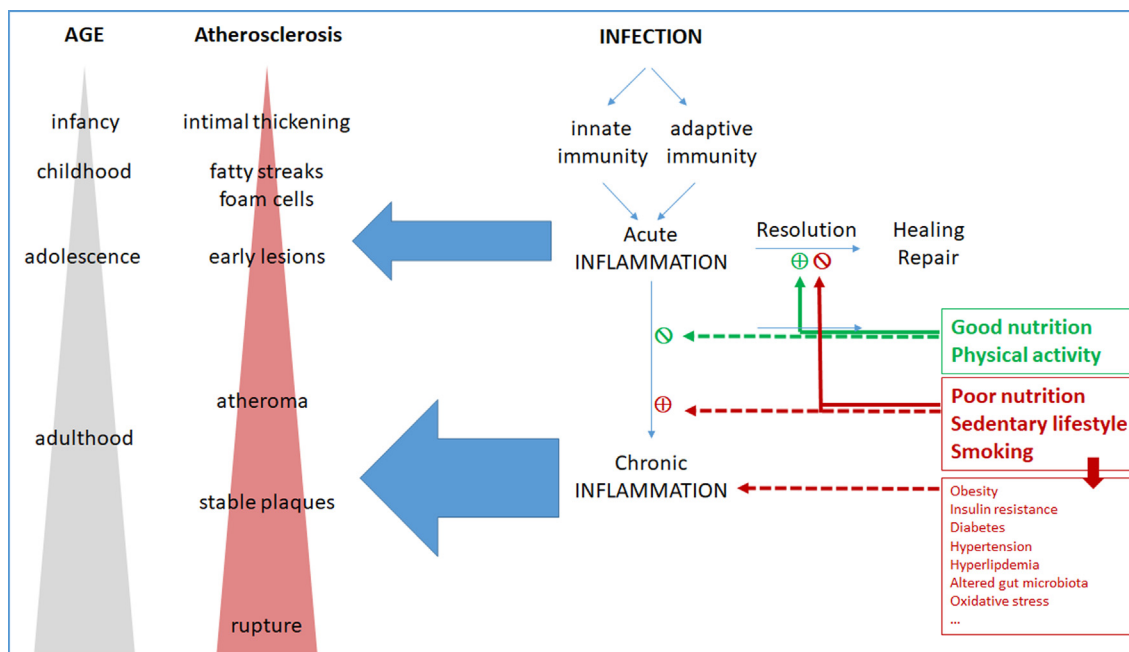 AGE
infancy
childhood
adolescence
adulthood
Atherosclerosis
intimal thickening
fatty streaks
foam cells
early lesions
atheroma
stable plaques
rupture
INFECTION
innate
immunity
adaptive
immunity
Acute
INFLAMMATION
Resolution
Healing
Repair
Chronic
INFLAMMATION
Good nutrition
Physical activity
Poor nutrition
Sedentary lifestyle
Smoking
Obesity
Insulin resistance
Diabetes
Hypertension
Hyperlipdemia
Altered gut microbiota
Oxidative stress
...